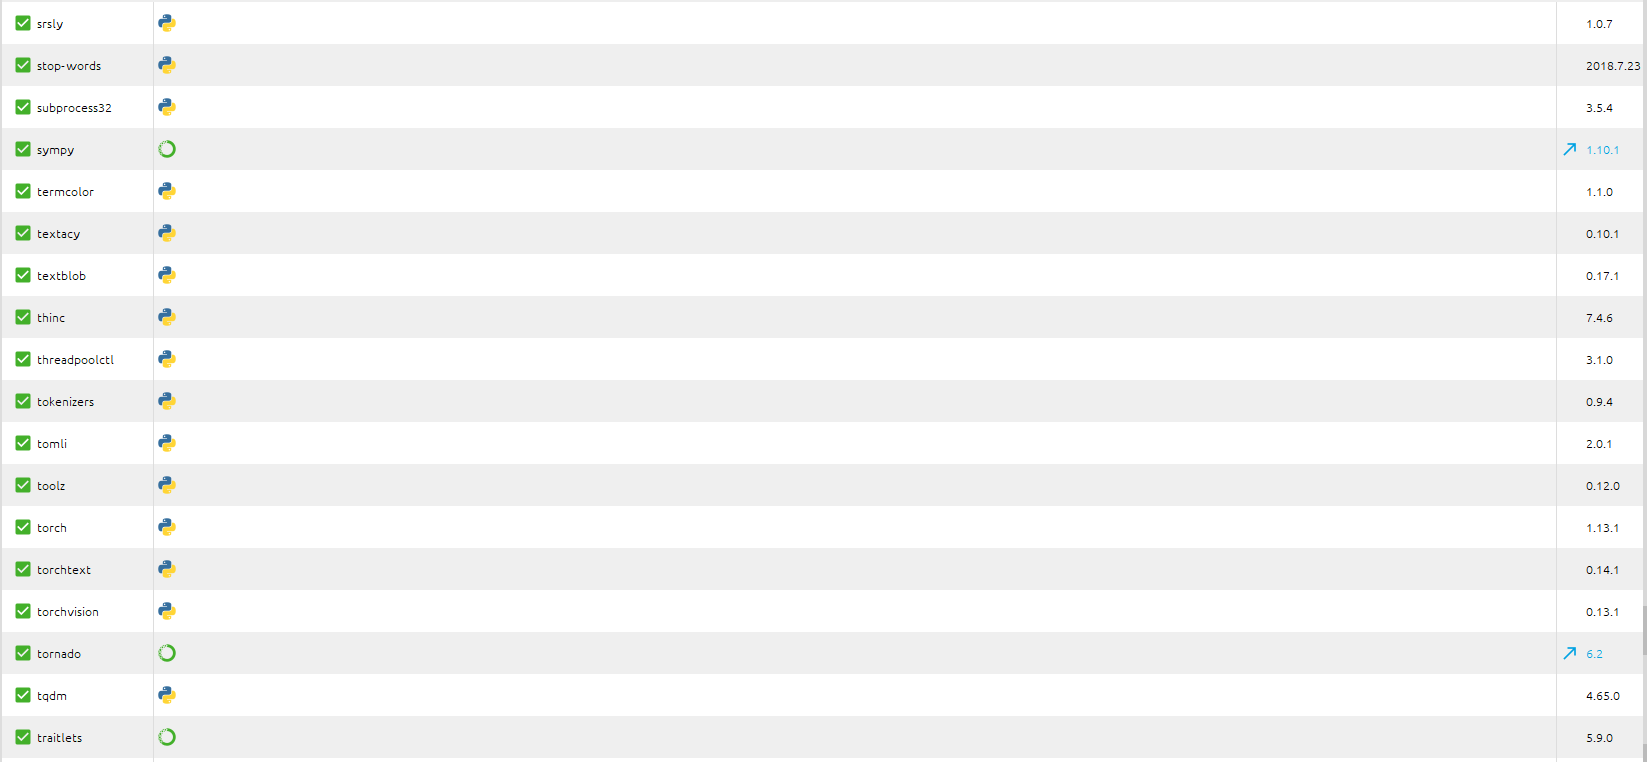 srsly 1.0.7
stop-words 2018.7.23
subprocess32 3.5.4
sympy 1.10.1
termcolor 1.1.0
textacy 0.10.1
textblob 0.17.1
thinc 7.4.6
threadpoolctl 3.1.0
tokenizers 0.9.4
tomli 2.0.1
toolz 0.12.0
torch 1.13.1
torchtext 0.14.1
torchvision 0.13.1
tornado 6.2
tqdm 4.65.0
traitlets 5.9.0